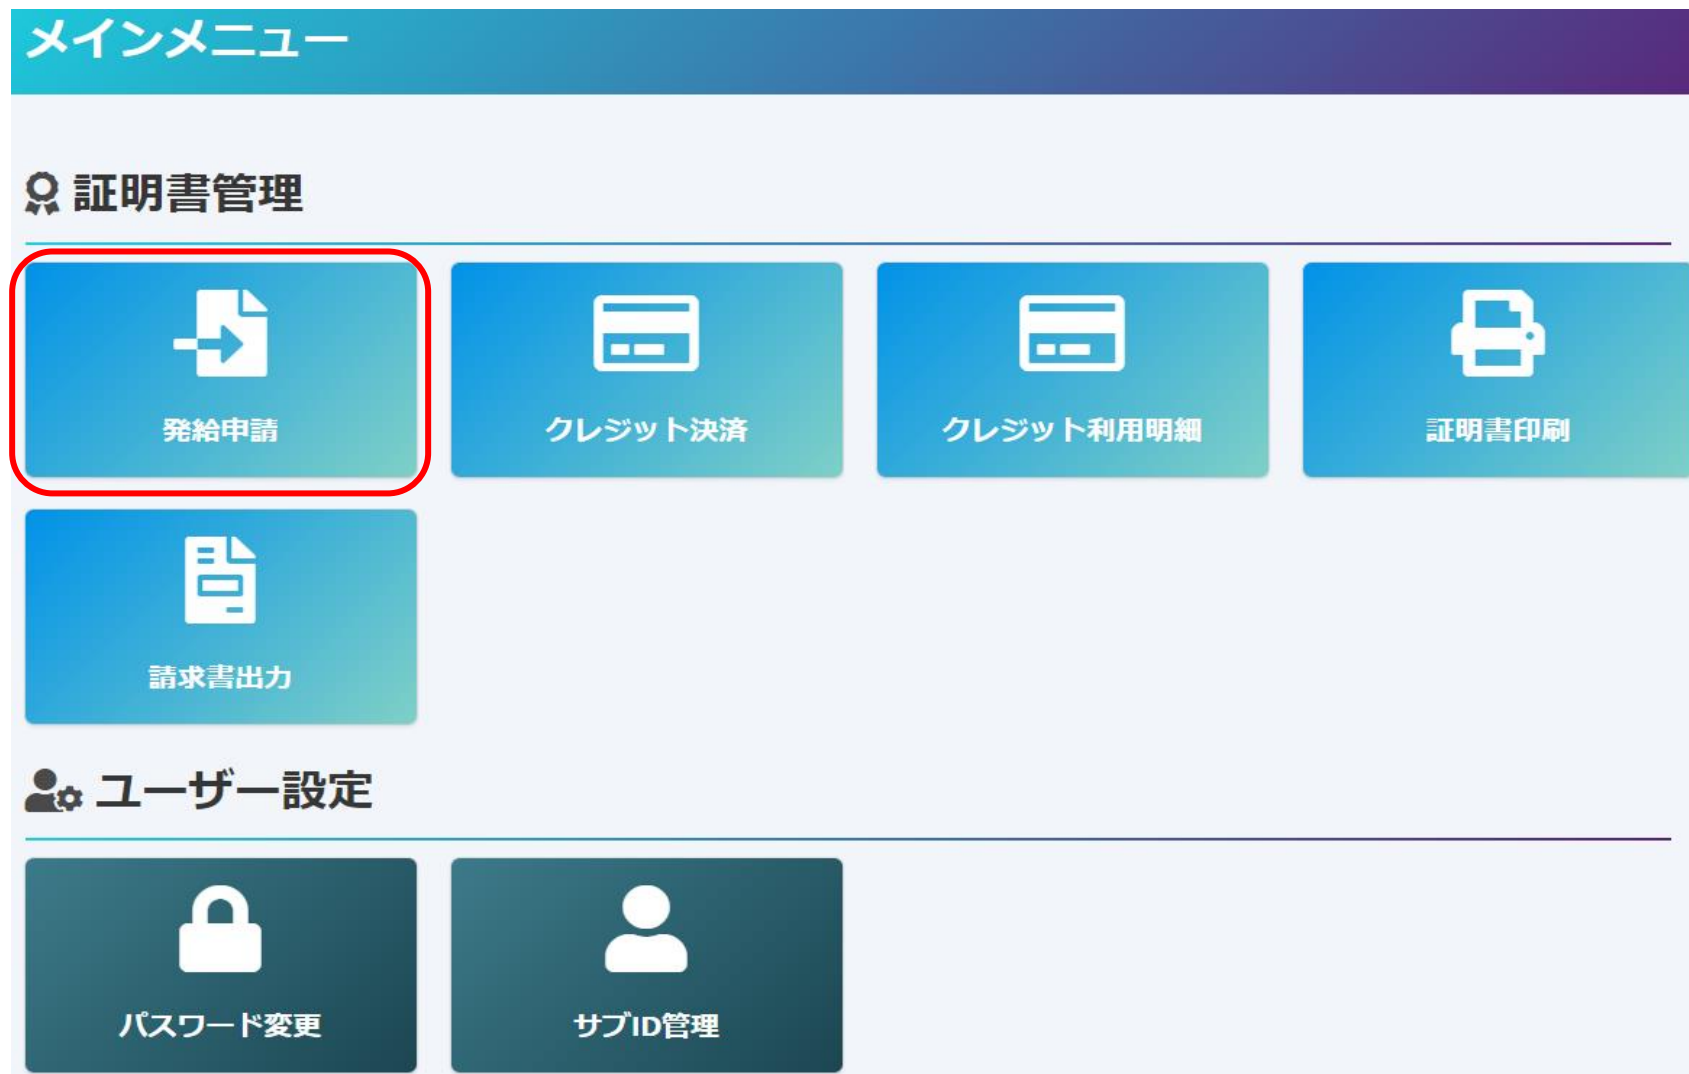 メインメニュー
証明書管理
発給申請
クレジット決済
クレジット利用明細
証明書印刷
請求書出力
ユーザー設定
パスワード変更
サブID管理